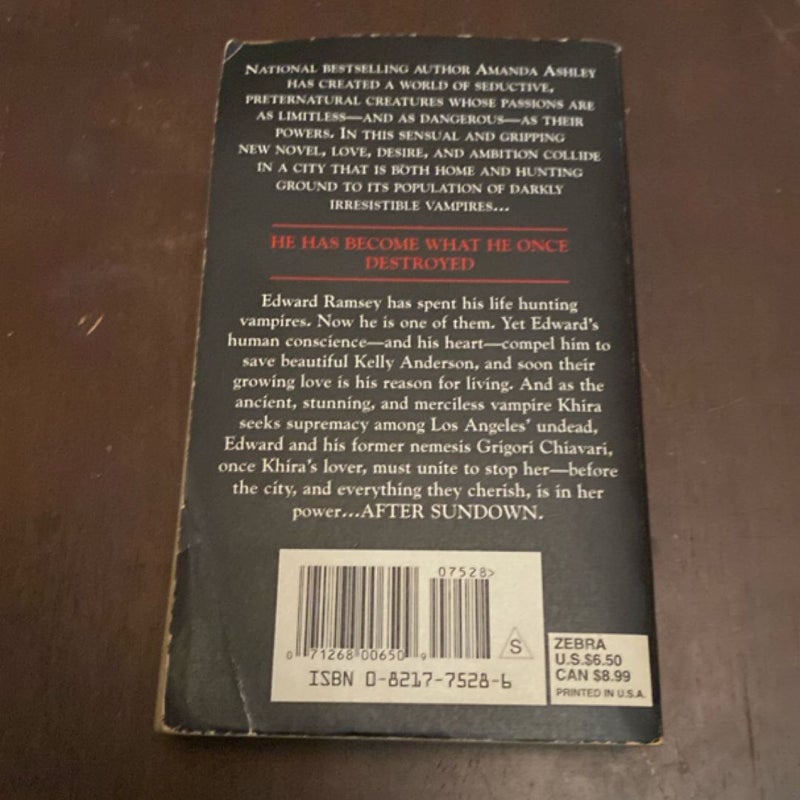 NATIONAL BESTSELLING AUTHOR AMANDA ASHLEY
HAS CREATED A WORLD OF SEDUCTIVE,
PRETERNATURAL CREATURES WHOSE PASSIONS ARE
AS LIMITLESS—AND AS DANGEROUS—AS THEIR
POWERS. IN THIS SENSUAL AND GRIPPING
NEW NOVEL, LOVE, DESIRE, AND AMBITION COLLIDE
IN A CITY THAT IS BOTH HOME AND HUNTING
GROUND TO ITS POPULATION OF DARKLY
IRRESISTIBLE VAMPIRES...
HE HAS BECOME WHAT HE ONCE
DESTROYED
Edward Ramsey has spent his life hunting
vampires. Now he is one of them. Yet Edward's
human conscience—and his heart—compel him to
save beautiful Kelly Anderson, and soon their
growing love is his reason for living. And as the
ancient, stunning, and merciless vampire Khira
seeks supremacy among Los Angeles' undead,
Edward and his former nemesis Grigori Chiavari,
once Khira's lover, must unite to stop her—before
the city, and everything they cherish, is in her
power...AFTER SUNDOWN.
07528>
0 71268 00650 9
S
ISBN 0-8217-7528-6
ZEBRA
U.S.$6.50
CAN $8.99
PRINTED IN U.S.A.